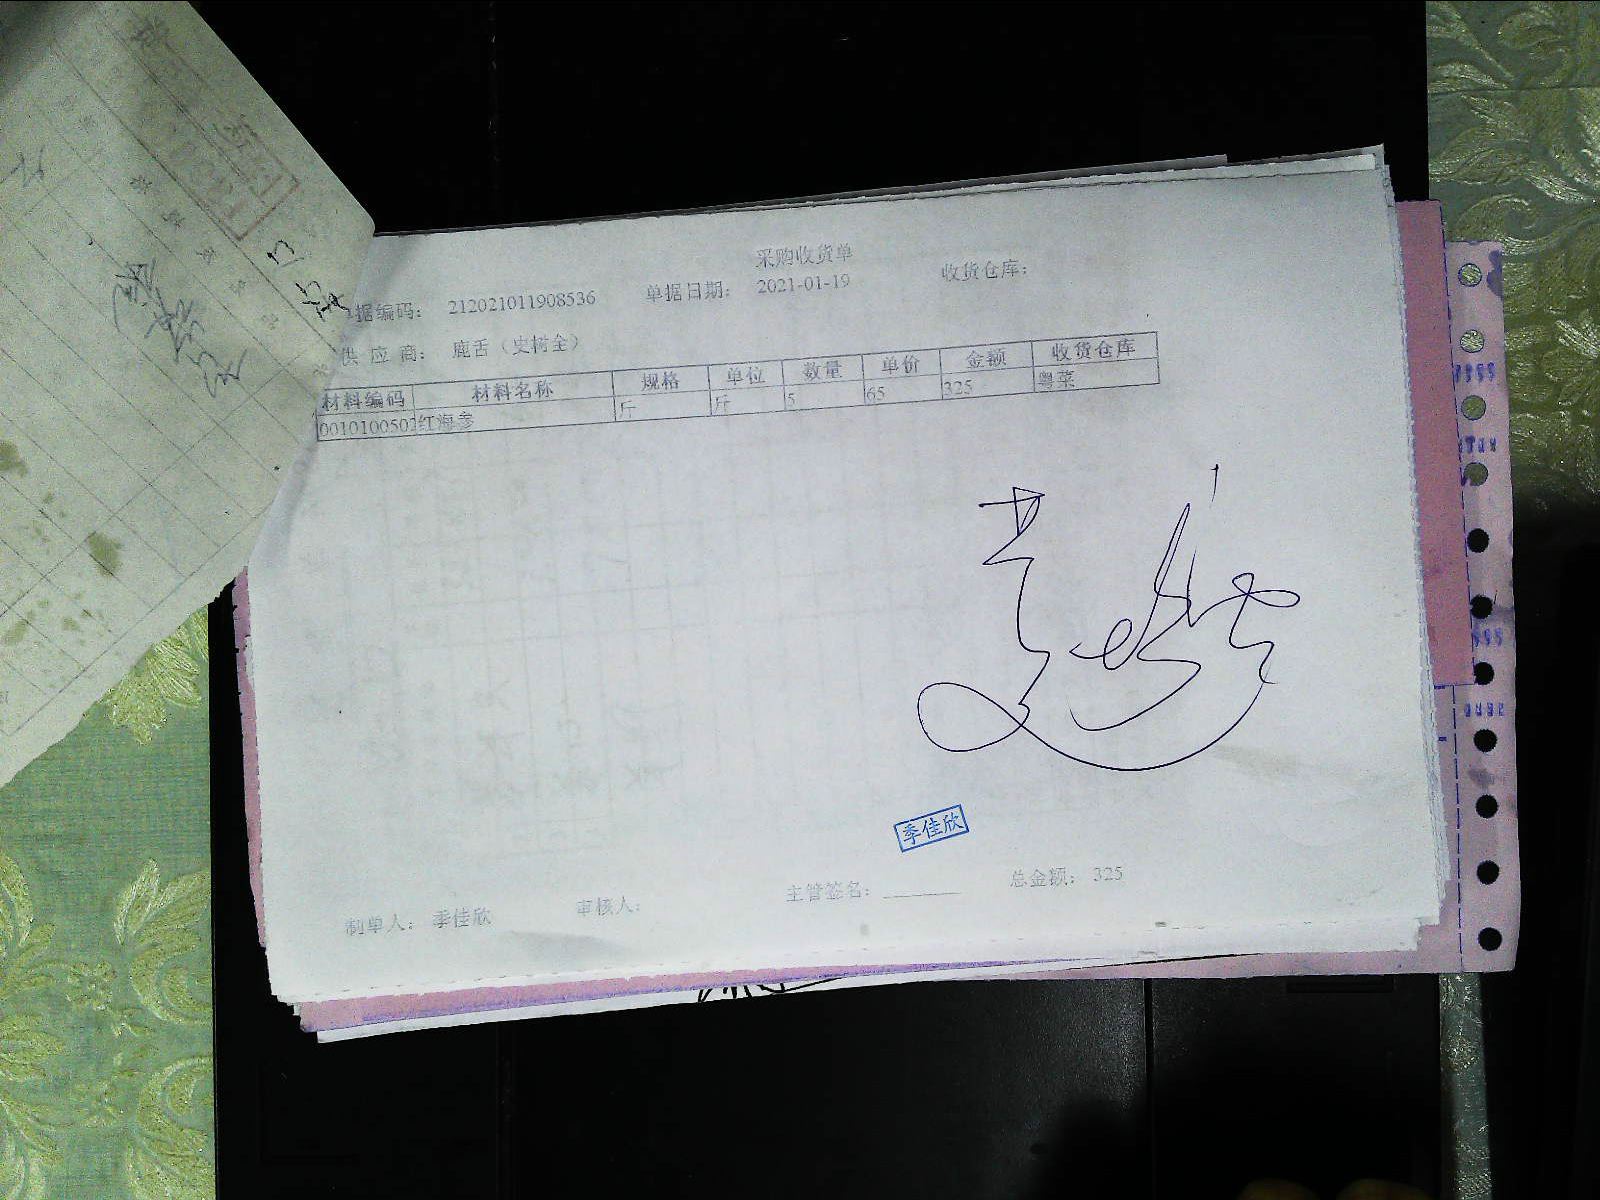 采购收货单
据编码: 212021011908536 单据日期: 2021-01-19 收货仓库:
供 应 商: 鹿舌(史树全)
材料编码 材料名称 规格 单位 数量 单价 金额 收货仓库
0010100502 红海参 斤 斤 5 65 325 粤菜
季佳欣
制单人: 季佳欣 审核人: 主管签名: 总金额: 325